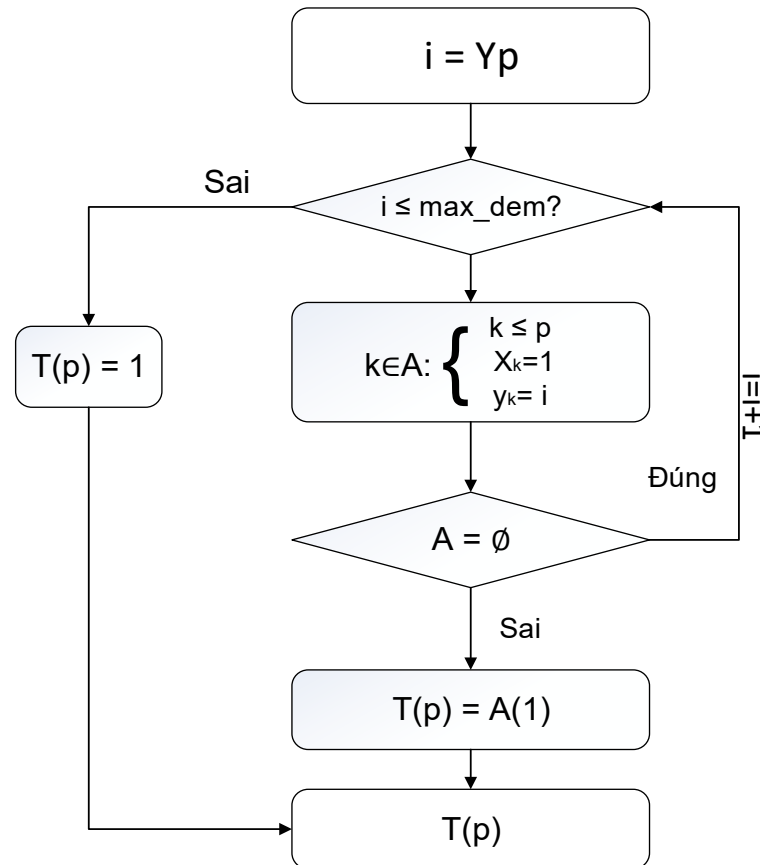 i = Yp
Sai
i ≤ max_dem?
T(p) = 1
k∈A: {
k ≤ p
Xk=1
yk= i
i=i+1
Đúng
A = ∅
Sai
T(p) = A(1)
T(p)